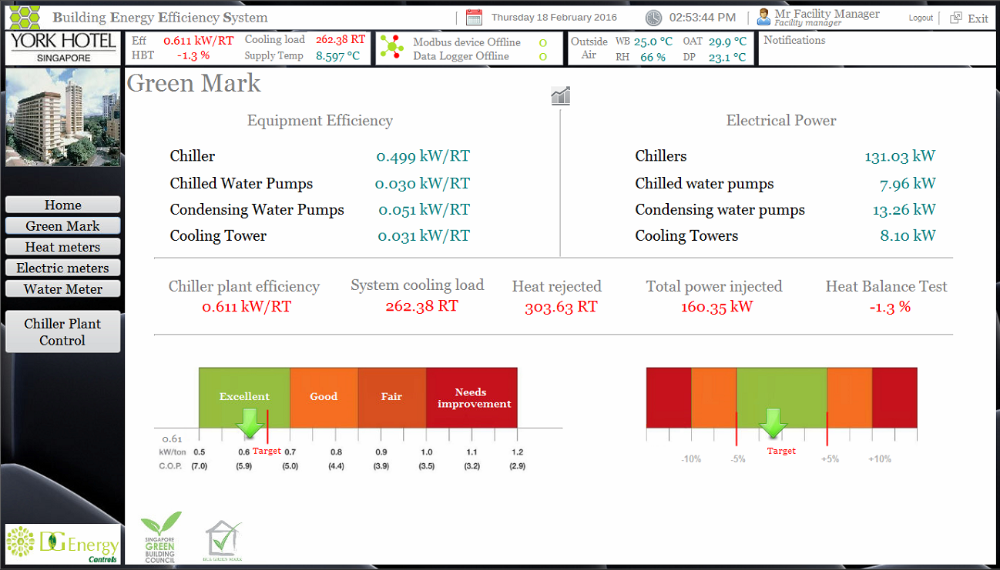 Building Energy Efficiency System
Thursday 18 February 2016
02:53:44 PM
Mr Facility Manager
Facility manager
Logout
Exit
YORK HOTEL
SINGAPORE
Eff 0.611 kW/RT Cooling load 262.38 RT
HBT -1.3 % Supply Temp 8.597 °C
Modbus device Offline 0
Data Logger Offline 0
Outside Air
WB 25.0 °C OAT 29.9 °C
RH 66 % DP 23.1 °C
Notifications
Home
Green Mark
Heat meters
Electric meters
Water Meter
Chiller Plant
Control
DG Energy
Controls
Green Mark
Equipment Efficiency
Chiller 0.499 kW/RT
Chilled Water Pumps 0.030 kW/RT
Condensing Water Pumps 0.051 kW/RT
Cooling Tower 0.031 kW/RT
Electrical Power
Chillers 131.03 kW
Chilled water pumps 7.96 kW
Condensing water pumps 13.26 kW
Cooling Towers 8.10 kW
Chiller plant efficiency System cooling load Heat rejected Total power injected Heat Balance Test
0.611 kW/RT 262.38 RT 303.63 RT 160.35 kW -1.3 %
Excellent Good Fair Needs
improvement
0.61
kW/ton 0.5 0.6 Target 0.7 0.8 0.9 1.0 1.1 1.2
C.O.P. (7.0) (5.9) (5.0) (4.4) (3.9) (3.5) (3.2) (2.9)
Target
-10% -5% +5% +10%
SINGAPORE
GREEN
BUILDING
COUNCIL
BCA GREEN MARK